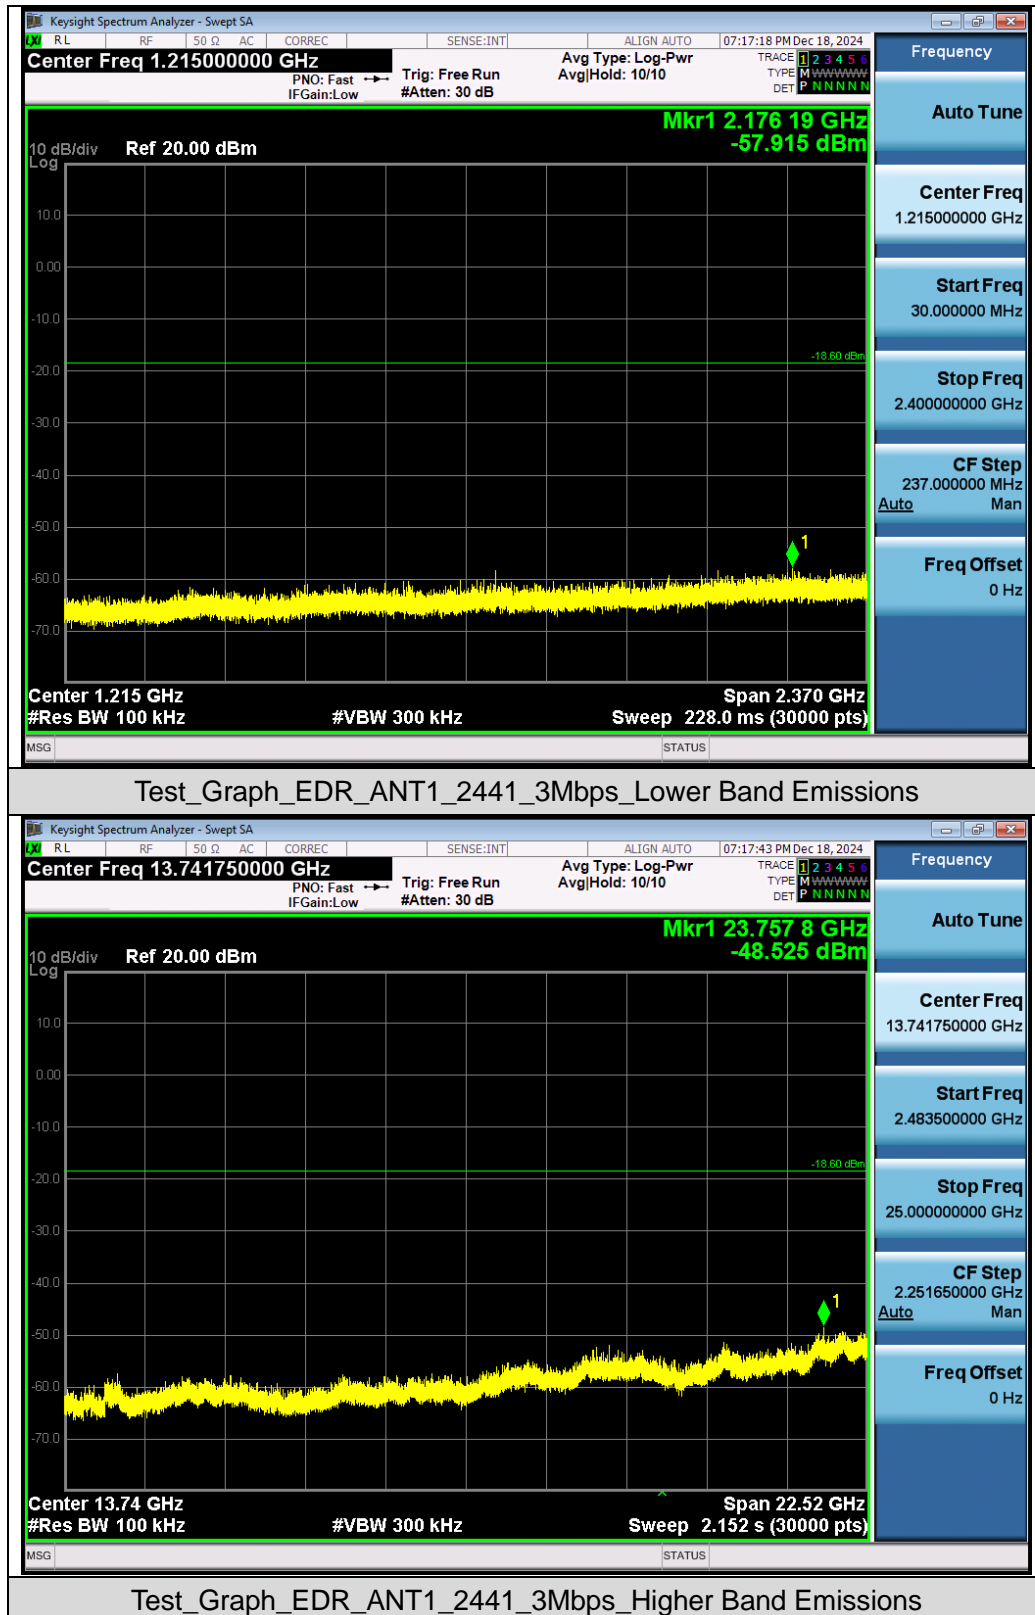 Keysight Spectrum Analyzer - Swept SA
LXI RL RF 50 Ω AC CORREC SENSE:INT ALIGN AUTO 07:17:18 PM Dec 18, 2024
Center Freq 1.215000000 GHz
PNO: Fast
IFGain:Low
Trig: Free Run
#Atten: 30 dB
Avg Type: Log-Pwr
Avg|Hold: 10/10
TRACE 1 2 3 4 5 6
TYPE M WWWWW
DET P N N N N N
Mkr1 2.176 19 GHz
-57.915 dBm
10 dB/div
Log
Ref 20.00 dBm
10.0
0.00
-10.0
-18.60 dBm
-20.0
-30.0
-40.0
-50.0
1
-60.0
-70.0
Center 1.215 GHz
Span 2.370 GHz
#Res BW 100 kHz
#VBW 300 kHz
Sweep 228.0 ms (30000 pts)
MSG
STATUS
Frequency
Auto Tune
Center Freq
1.215000000 GHz
Start Freq
30.000000 MHz
Stop Freq
2.400000000 GHz
CF Step
237.000000 MHz
Auto Man
Freq Offset
0 Hz
Test_Graph_EDR_ANT1_2441_3Mbps_Lower Band Emissions
Keysight Spectrum Analyzer - Swept SA
LXI RL RF 50 Ω AC CORREC SENSE:INT ALIGN AUTO 07:17:43 PM Dec 18, 2024
Center Freq 13.741750000 GHz
PNO: Fast
IFGain:Low
Trig: Free Run
#Atten: 30 dB
Avg Type: Log-Pwr
Avg|Hold: 10/10
TRACE 1 2 3 4 5 6
TYPE M WWWWW
DET P N N N N N
Mkr1 23.757 8 GHz
-48.525 dBm
10 dB/div
Log
Ref 20.00 dBm
10.0
0.00
-10.0
-18.60 dBm
-20.0
-30.0
-40.0
1
-50.0
-60.0
-70.0
Center 13.74 GHz
Span 22.52 GHz
#Res BW 100 kHz
#VBW 300 kHz
Sweep 2.152 s (30000 pts)
MSG
STATUS
Frequency
Auto Tune
Center Freq
13.741750000 GHz
Start Freq
2.483500000 GHz
Stop Freq
25.000000000 GHz
CF Step
2.251650000 GHz
Auto Man
Freq Offset
0 Hz
Test_Graph_EDR_ANT1_2441_3Mbps_Higher Band Emissions